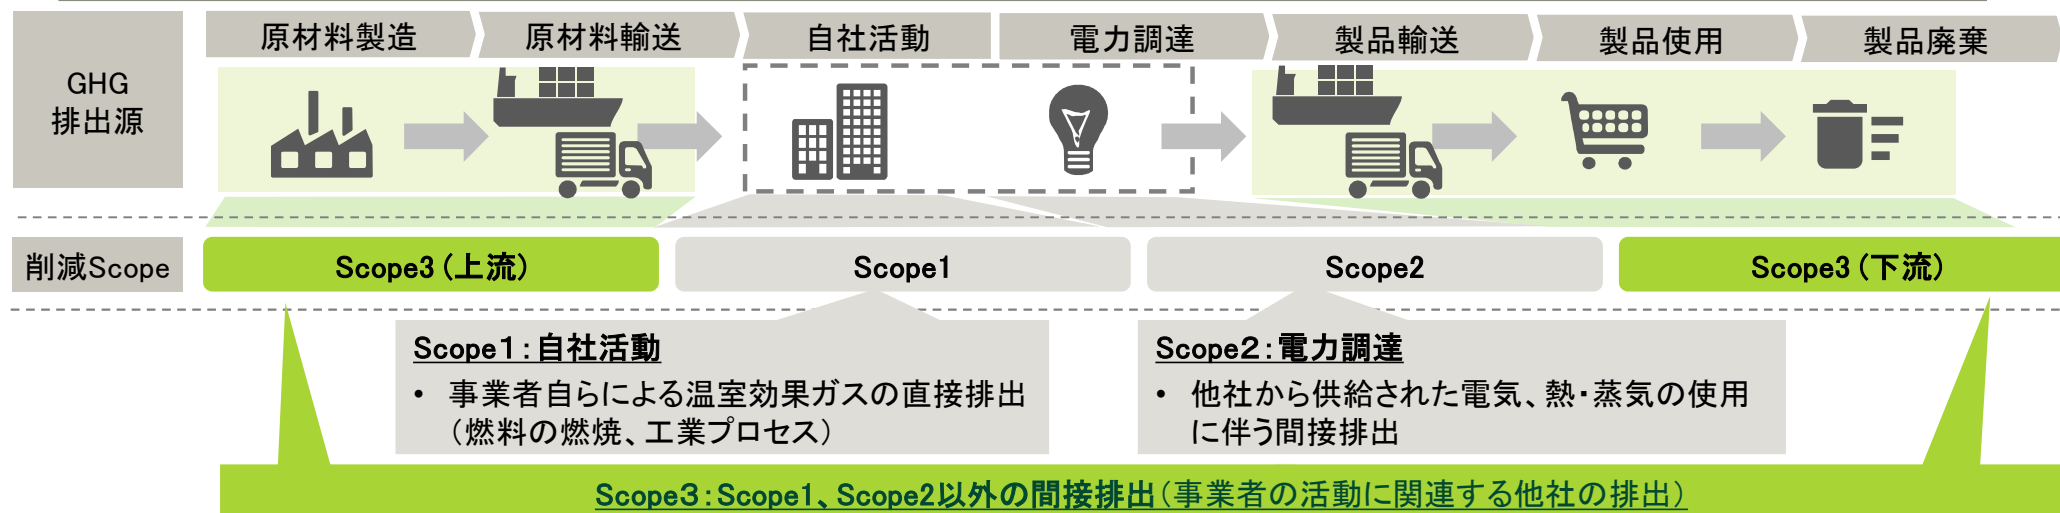 原材料製造
原材料輸送
自社活動
電力調達
製品輸送
製品使用
製品廃棄
GHG
排出源
削減Scope
Scope3(上流)
Scope1
Scope2
Scope3(下流)
Scope1:自社活動
• 事業者自らによる温室効果ガスの直接排出
(燃料の燃焼、工業プロセス)
Scope2:電力調達
• 他社から供給された電気、熱・蒸気の使用
に伴う間接排出
Scope3:Scope1、Scope2以外の間接排出(事業者の活動に関連する他社の排出)